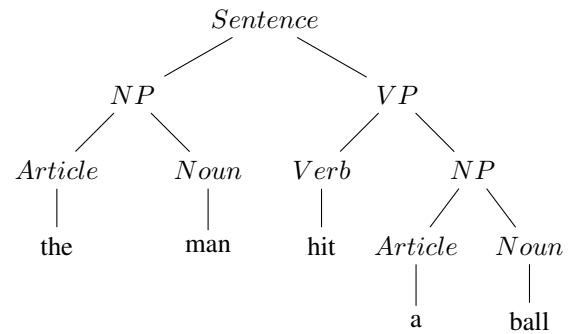 Sentence
NP VP
Article Noun Verb NP
the man hit Article Noun
a ball